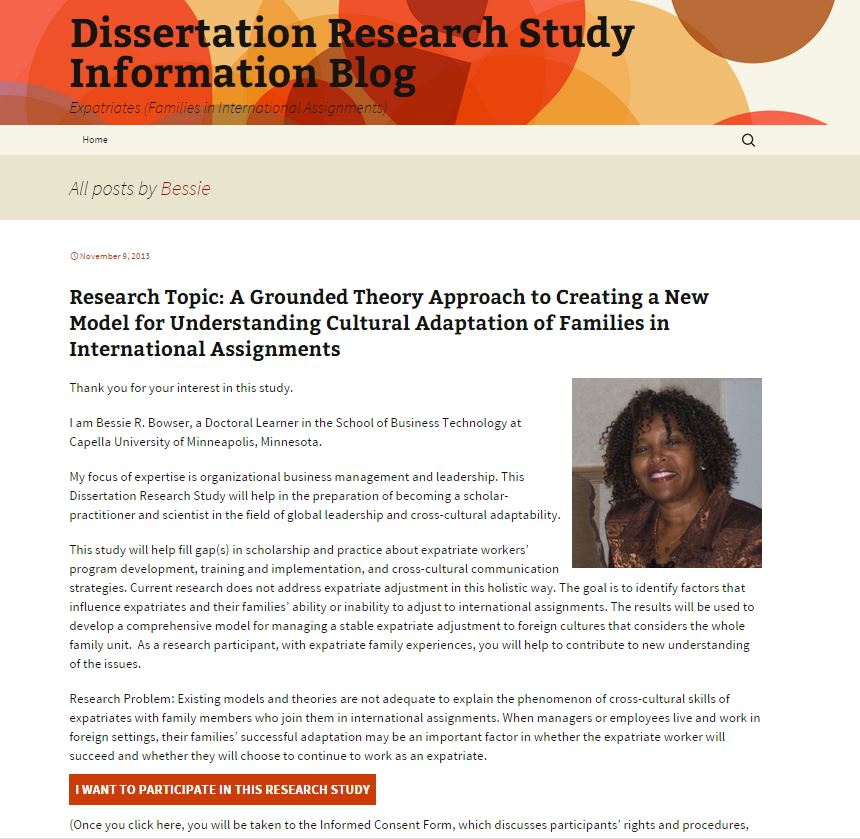 Dissertation Research Study
Information Blog
Expatriates (Families in International Assignments)
Home
All posts by Bessie
November 9, 2013
Research Topic: A Grounded Theory Approach to Creating a New
Model for Understanding Cultural Adaptation of Families in
International Assignments
Thank you for your interest in this study.
I am Bessie R. Bowser, a Doctoral Learner in the School of Business Technology at
Capella University of Minneapolis, Minnesota.
My focus of expertise is organizational business management and leadership. This
Dissertation Research Study will help in the preparation of becoming a scholar-
practitioner and scientist in the field of global leadership and cross-cultural adaptability.
This study will help fill gap(s) in scholarship and practice about expatriate workers’
program development, training and implementation, and cross-cultural communication
strategies. Current research does not address expatriate adjustment in this holistic way. The goal is to identify factors that
influence expatriates and their families’ ability or inability to adjust to international assignments. The results will be used to
develop a comprehensive model for managing a stable expatriate adjustment to foreign cultures that considers the whole
family unit.  As a research participant, with expatriate family experiences, you will help to contribute to new understanding
of the issues.
Research Problem: Existing models and theories are not adequate to explain the phenomenon of cross-cultural skills of
expatriates with family members who join them in international assignments. When managers or employees live and work in
foreign settings, their families’ successful adaptation may be an important factor in whether the expatriate worker will
succeed and whether they will choose to continue to work as an expatriate.
I WANT TO PARTICIPATE IN THIS RESEARCH STUDY
(Once you click here, you will be taken to the Informed Consent Form, which discusses participants’ rights and procedures,